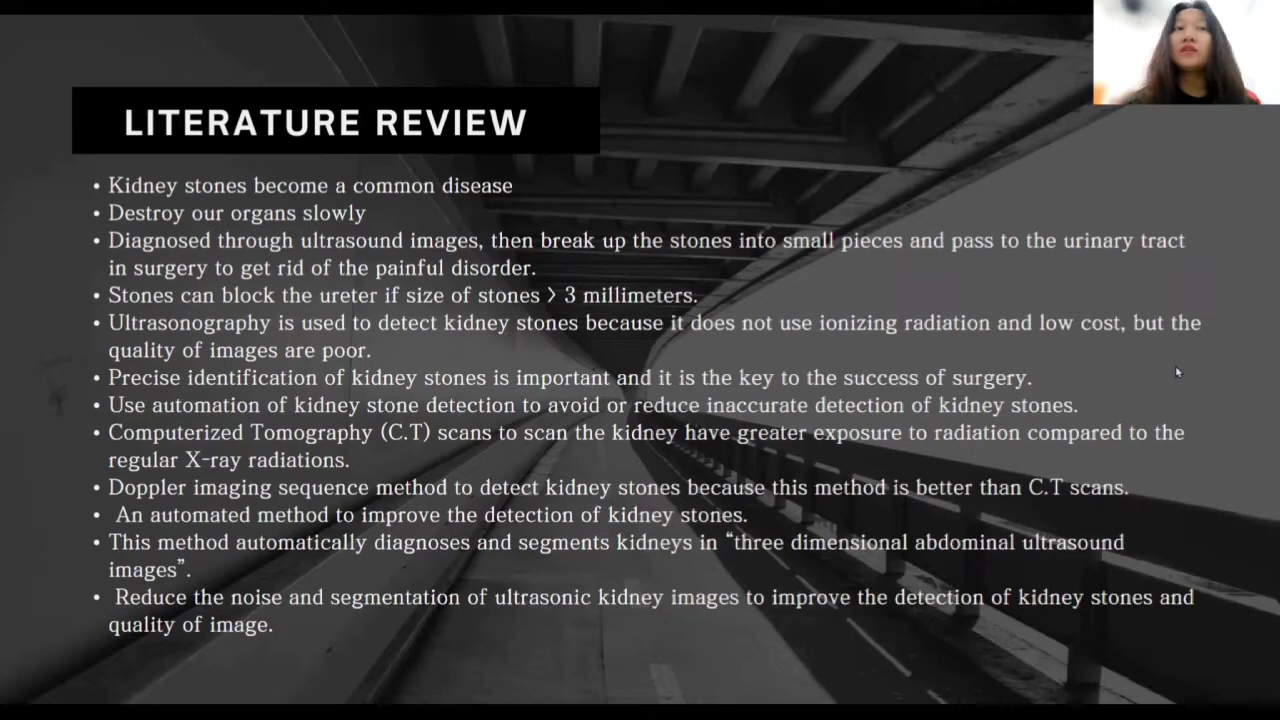 LITERATURE REVIEW
• Kidney stones become a common disease
• Destroy our organs slowly
• Diagnosed through ultrasound images, then break up the stones into small pieces and pass to the urinary tract
in surgery to get rid of the painful disorder.
• Stones can block the ureter if size of stones > 3 millimeters.
• Ultrasonography is used to detect kidney stones because it does not use ionizing radiation and low cost, but the
quality of images are poor.
• Precise identification of kidney stones is important and it is the key to the success of surgery.
• Use automation of kidney stone detection to avoid or reduce inaccurate detection of kidney stones.
• Computerized Tomography (C.T) scans to scan the kidney have greater exposure to radiation compared to the
regular X-ray radiations.
• Doppler imaging sequence method to detect kidney stones because this method is better than C.T scans.
• An automated method to improve the detection of kidney stones.
• This method automatically diagnoses and segments kidneys in “three dimensional abdominal ultrasound
images”.
• Reduce the noise and segmentation of ultrasonic kidney images to improve the detection of kidney stones and
quality of image.